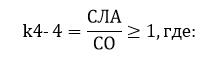 k4- 4 = СЛА/СО ≥ 1, где: